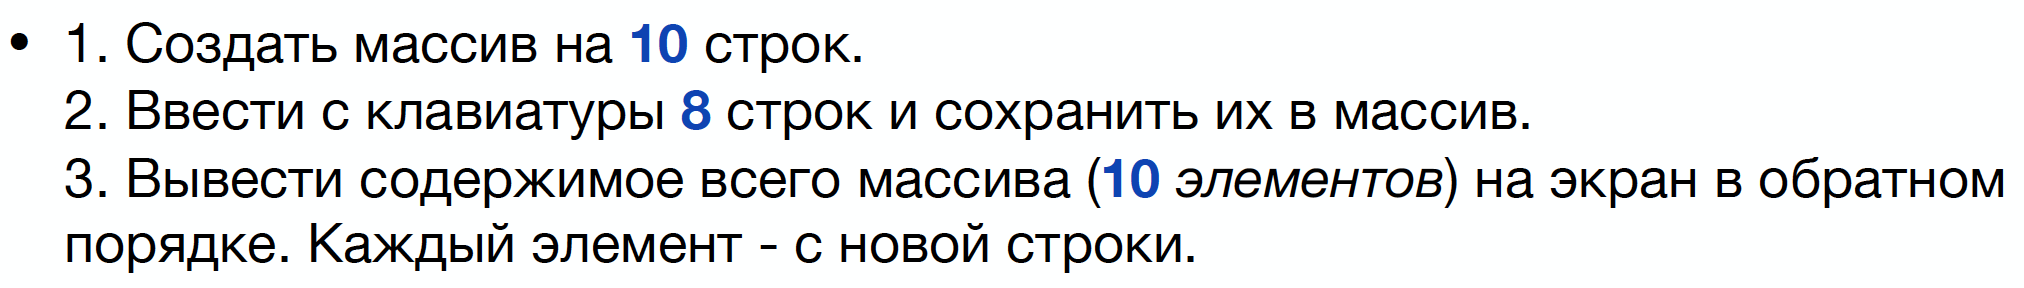 • 1. Создать массив на 10 строк.
2. Ввести с клавиатуры 8 строк и сохранить их в массив.
3. Вывести содержимое всего массива (10 элементов) на экран в обратном
порядке. Каждый элемент - с новой строки.